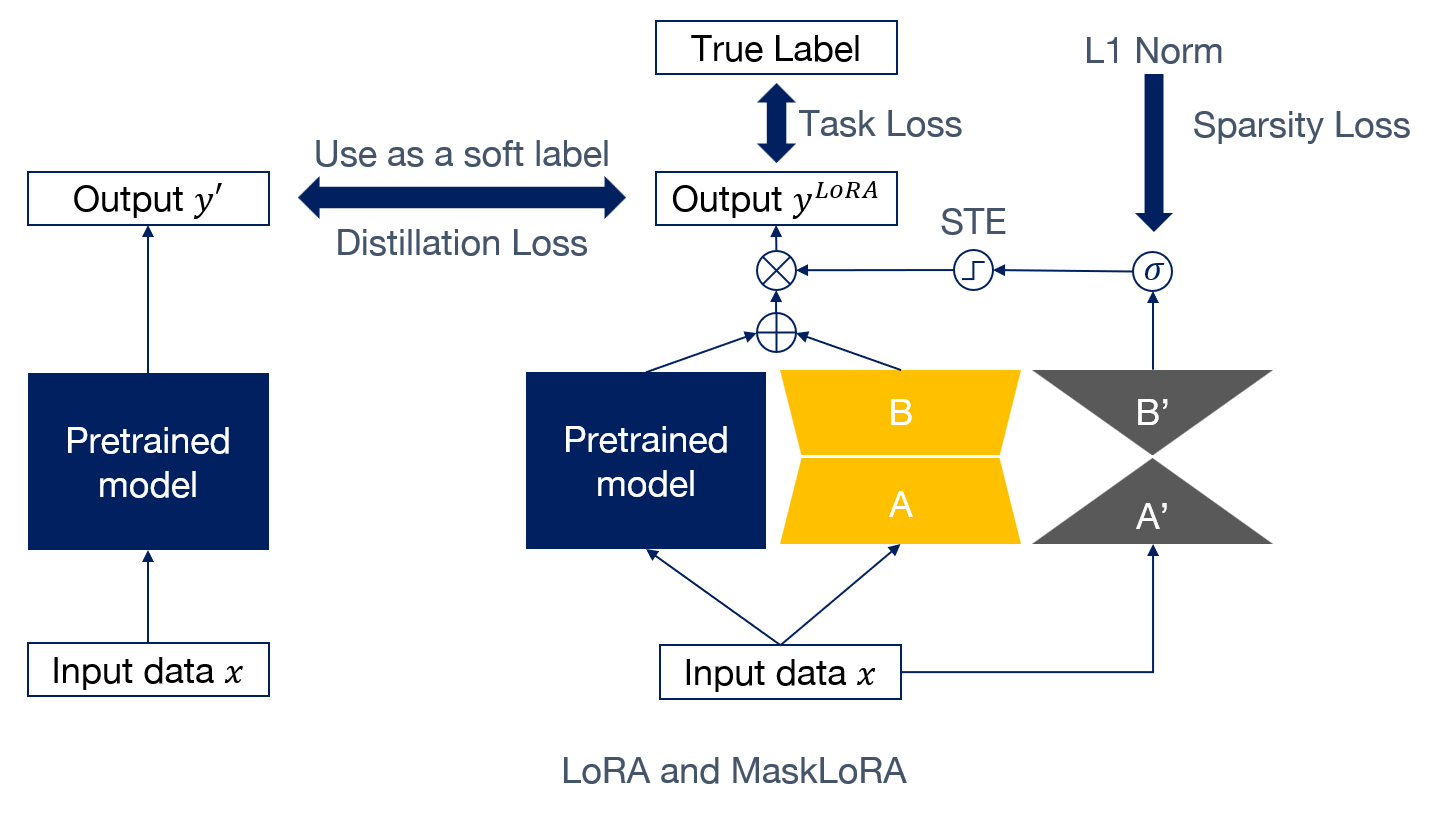 True Label
L1 Norm
Task Loss
Sparsity Loss
Use as a soft label
Output y′
Output y^{LoRA}
Distillation Loss
STE
σ
Pretrained
model
Pretrained
model
B
A
B’
A’
Input data x
Input data x
LoRA and MaskLoRA